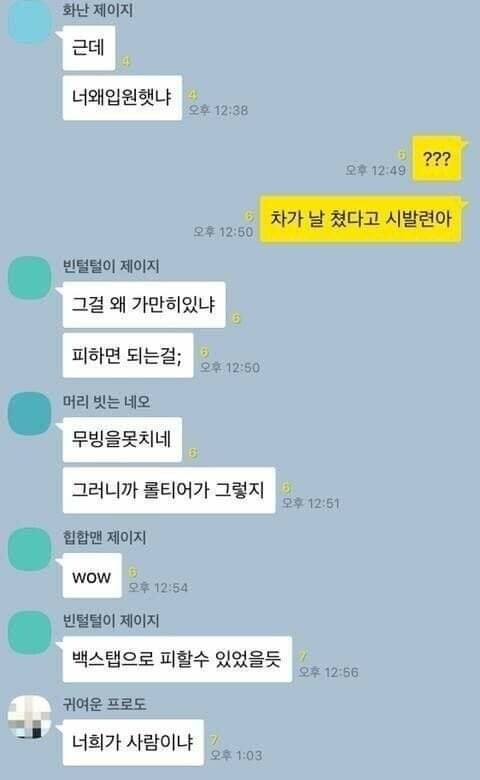 화난 제이지
근데
4
너왜입원햇냐
4
오후 12:38
6
???
오후 12:49
6
차가 날 쳤다고 시발련아
오후 12:50
빈털털이 제이지
그걸 왜 가만히있냐
6
피하면 되는걸;
6
오후 12:50
머리 빗는 네오
무빙을못치네
6
그러니까 롤티어가 그렇지
6
오후 12:51
힙합맨 제이지
wow
6
오후 12:54
빈털털이 제이지
백스탭으로 피할수 있었을듯
7
오후 12:56
귀여운 프로도
너희가 사람이냐
7
오후 1:03